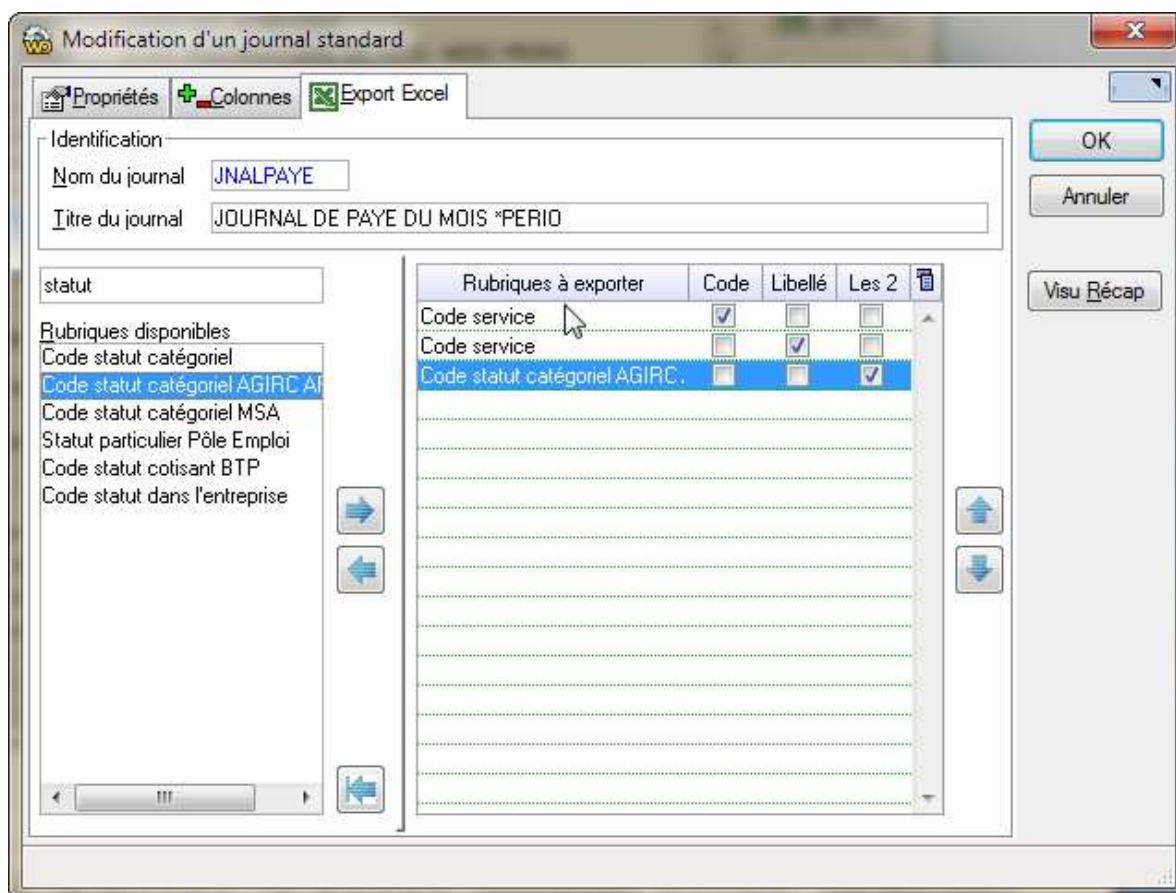 Modification d'un journal standard
Propriétés Colonnes Export Excel
Identification
Nom du journal JNALPAYE
Titre du journal JOURNAL DE PAYE DU MOIS *PERIO
OK
Annuler
Visu Récap
statut
Rubriques disponibles
Code statut catégoriel
Code statut catégoriel AGIRC AR
Code statut catégoriel MSA
Statut particulier Pôle Emploi
Code statut cotisant BTP
Code statut dans l'entreprise
Rubriques à exporter Code Libellé Les 2
Code service
Code service
Code statut catégoriel AGIRC .